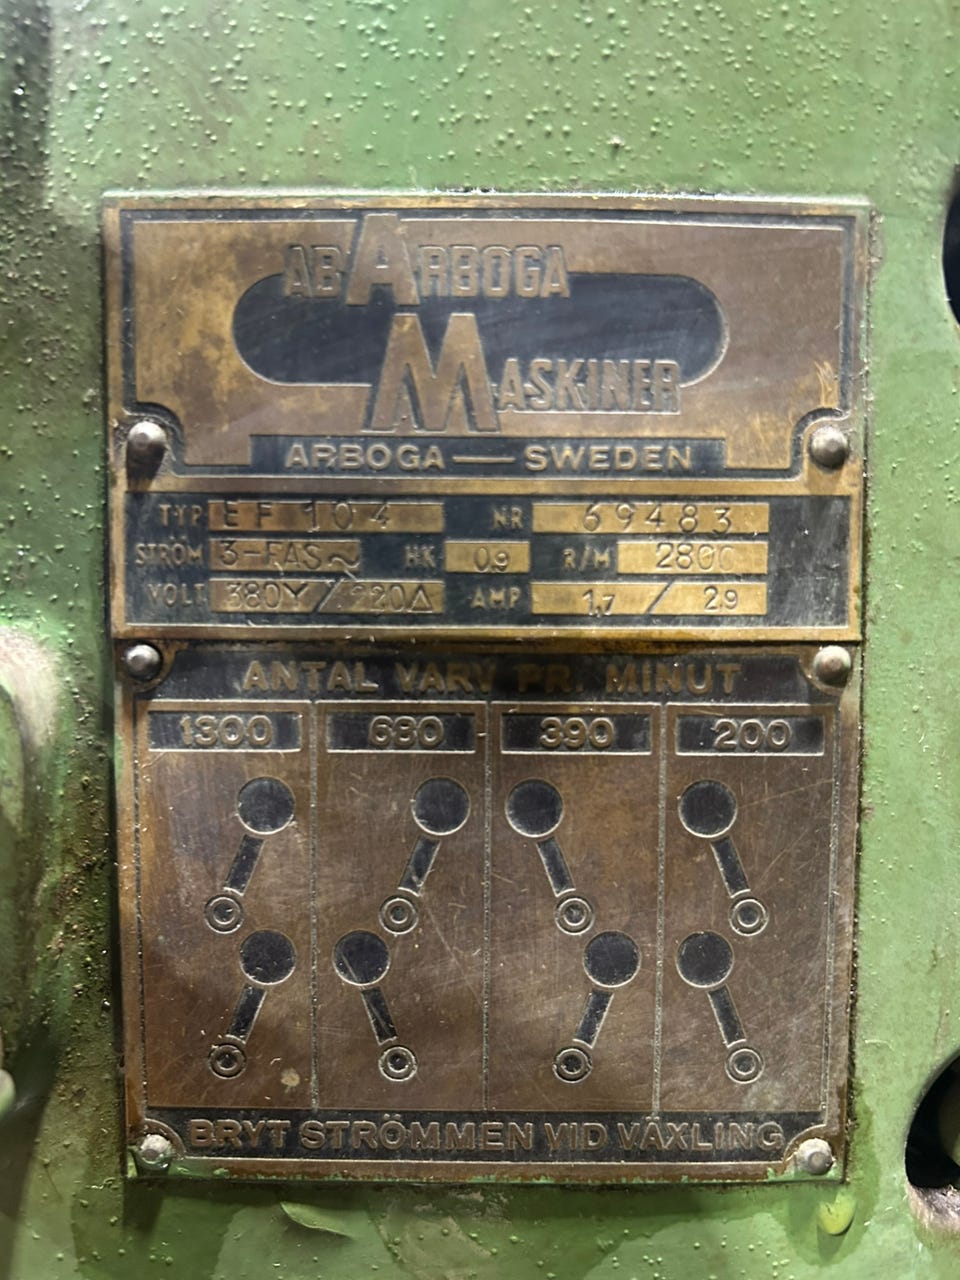 AB ARBOGA
MASKINER
ARBOGA — SWEDEN
TYP EF 104 NR 69483
STRÖM 3-FAS~ HK 0.9 R/M 2800
VOLT 380Y/220Δ AMP 1,7 / 2.9
ANTAL VARV PR. MINUT
1300 680 390 200
BRYT STRÖMMEN VID VÄXLING